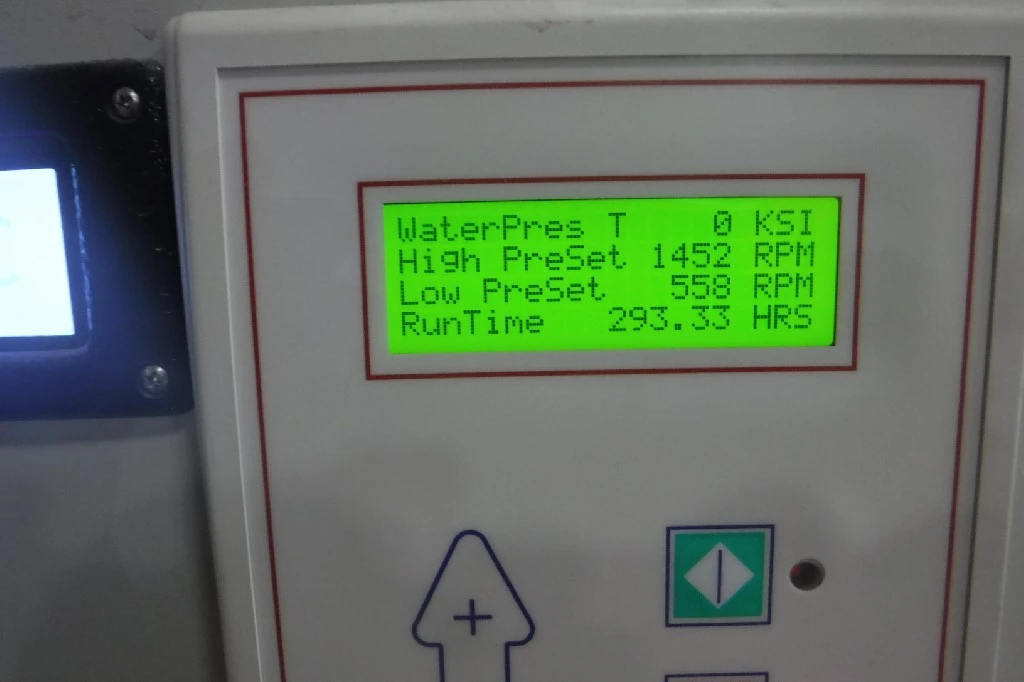 WaterPres T 0 KSI
High PreSet 1452 RPM
Low PreSet 558 RPM
RunTime 293.33 HRS
+